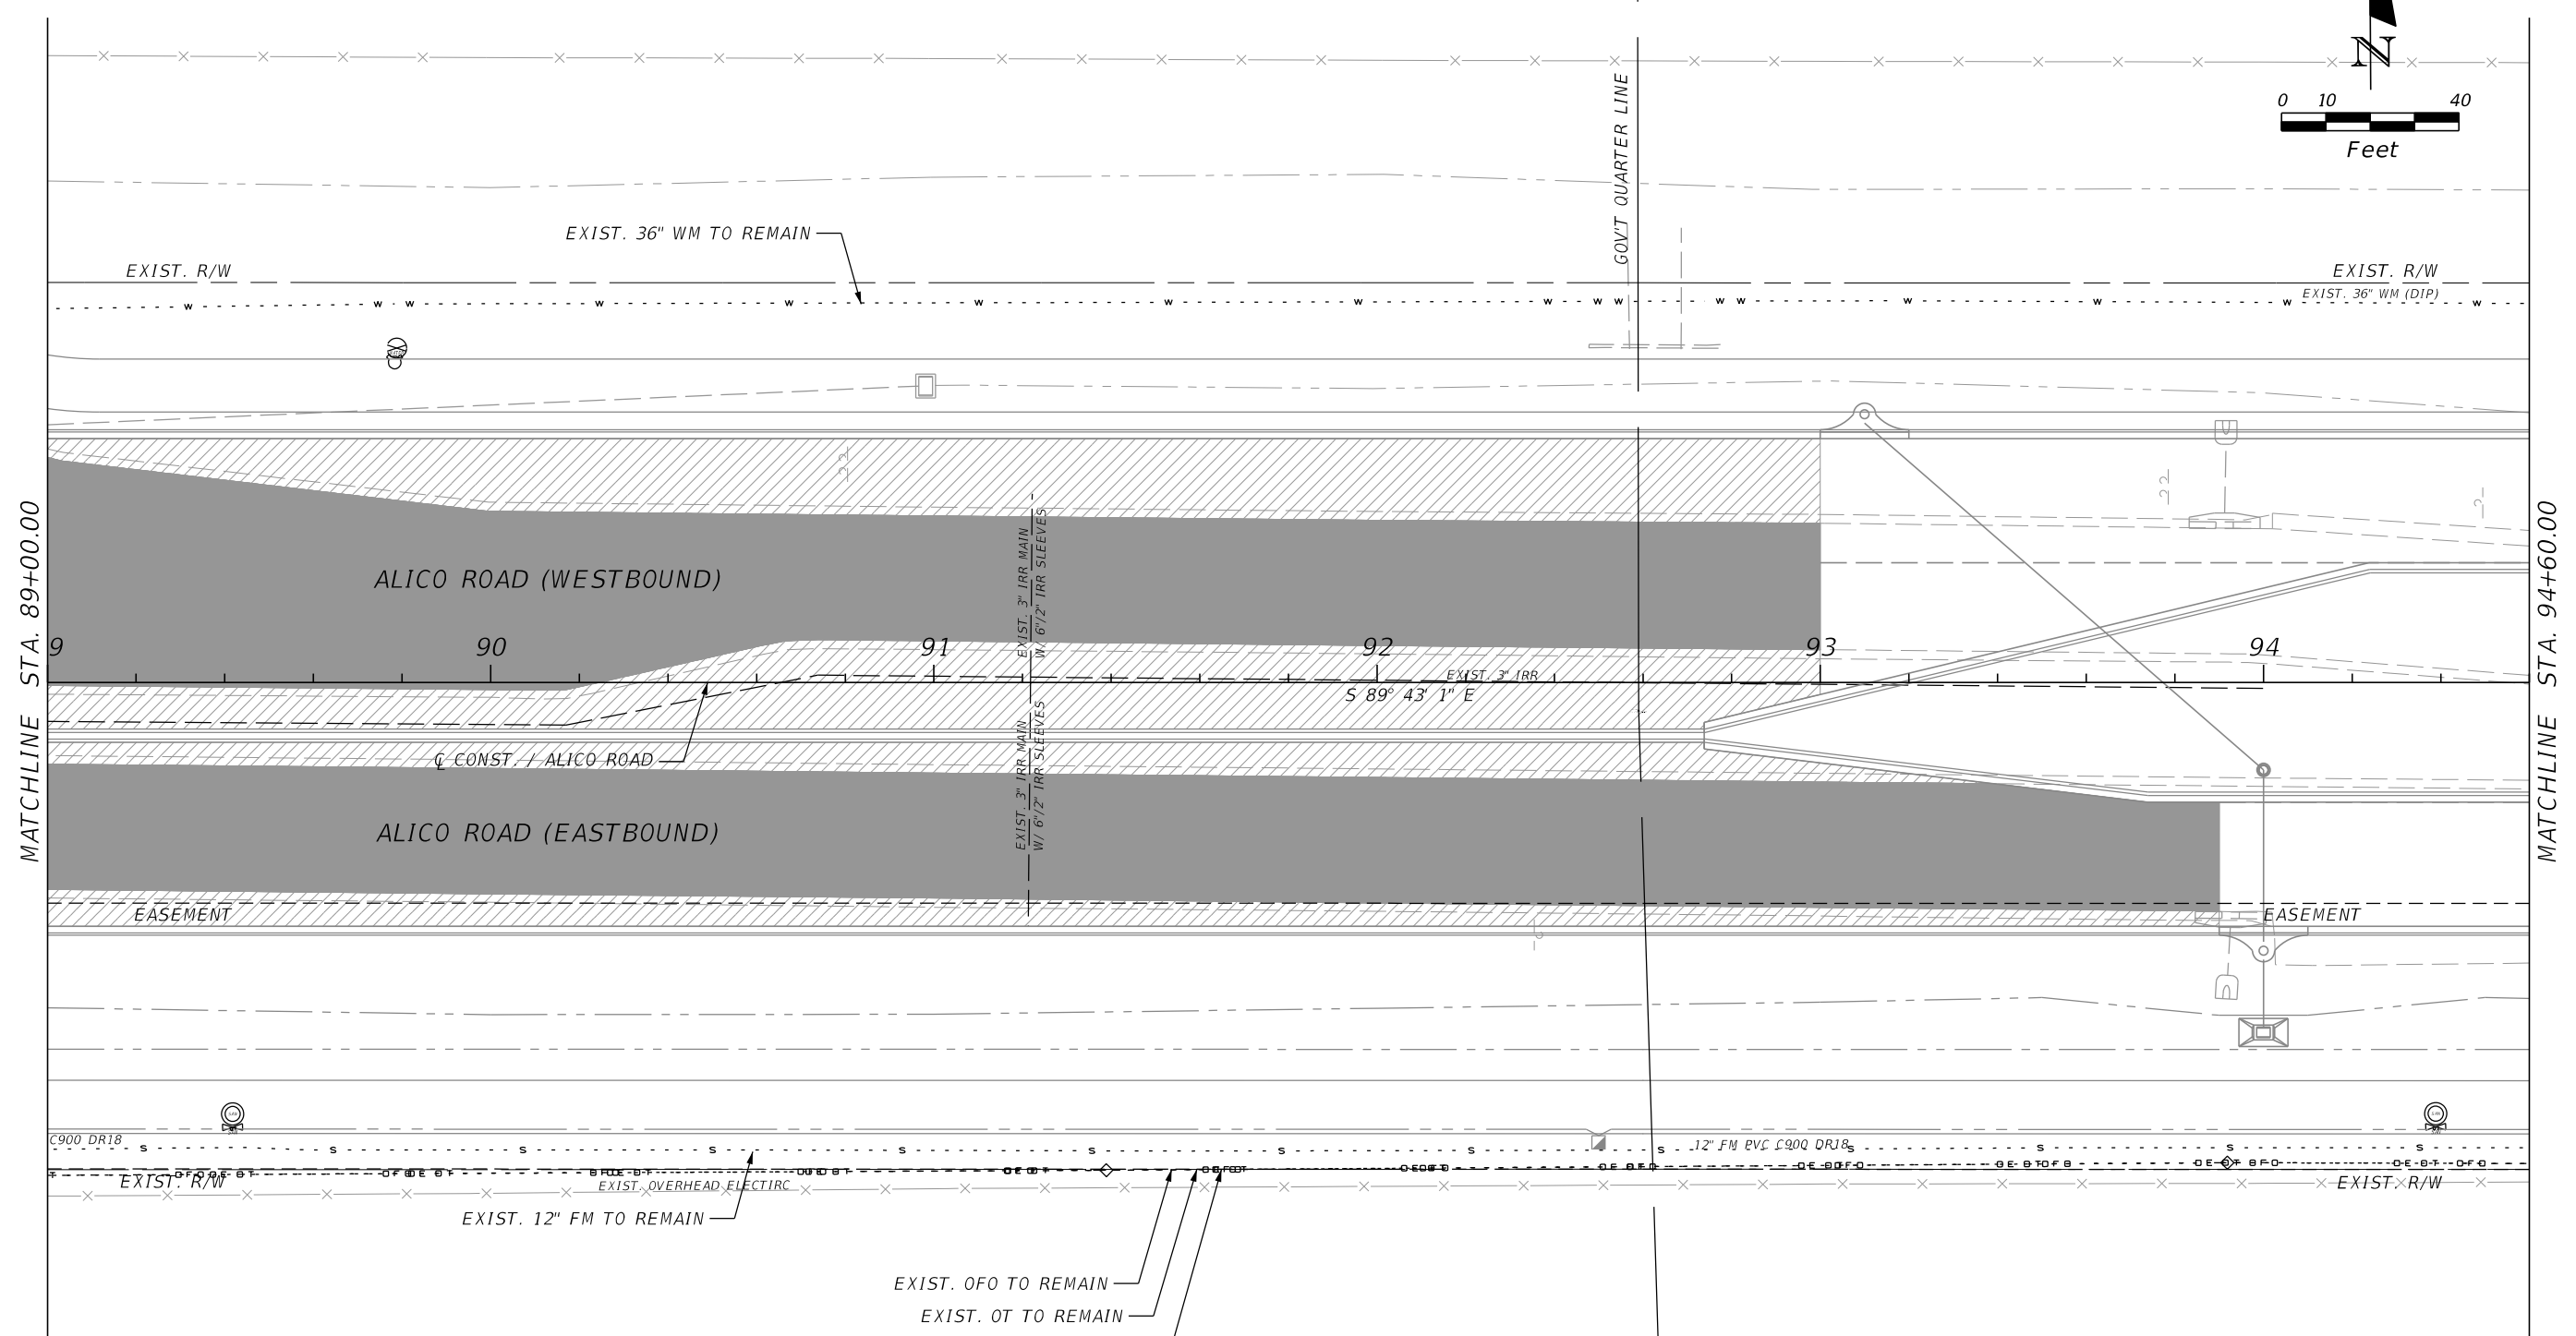 N
0 10 40
Feet
GOV'T QUARTER LINE
EXIST. 36" WM TO REMAIN
EXIST. R/W
EXIST. R/W
EXIST. 36" WM (DIP)
MATCHLINE STA. 89+00.00
MATCHLINE STA. 94+60.00
EXIST. 3" IRR MAIN
W/ 6"/2" IRR SLEEVES
ALICO ROAD (WESTBOUND)
9 90 91 92 93 94
EXIST. 3" IRR
S 89° 43' 1" E
℄ CONST. / ALICO ROAD
EXIST. 3" IRR MAIN
W/ 6"/2" IRR SLEEVES
ALICO ROAD (EASTBOUND)
EASEMENT
EASEMENT
C900 DR18
12" FM PVC C900 DR18
EXIST. R/W
EXIST. OVERHEAD ELECTIRC
EXIST. R/W
EXIST. 12" FM TO REMAIN
EXIST. OFO TO REMAIN
EXIST. OT TO REMAIN